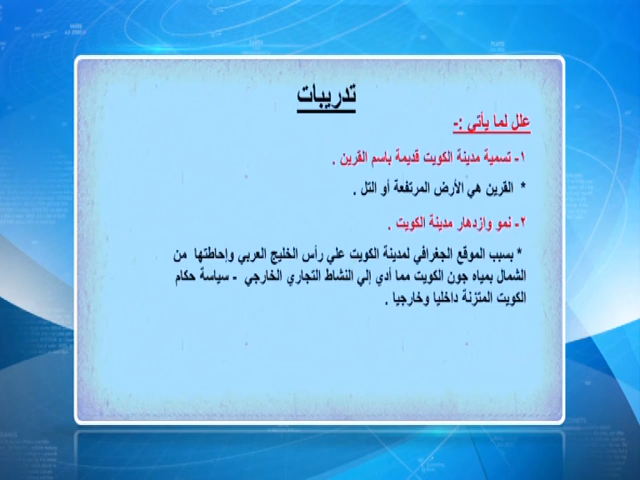 تدريبات
علل لما يأتي :-
١- تسمية مدينة الكويت قديمة باسم القرين .
* القرين هي الأرض المرتفعة أو التل .
٢- نمو وازدهار مدينة الكويت .
* بسبب الموقع الجغرافي لمدينة الكويت علي رأس الخليج العربي وإحاطتها من
الشمال بمياه جون الكويت مما أدي إلي النشاط التجاري الخارجي - سياسة حكام
الكويت المتزنة داخليا وخارجيا .